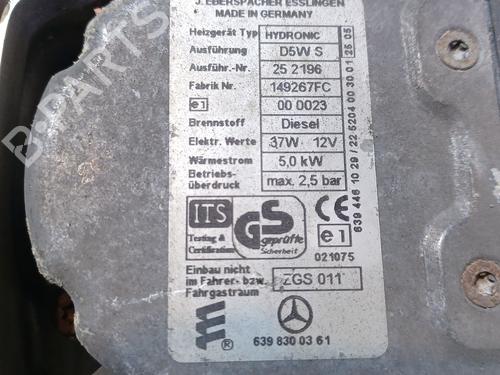 J. EBERSPÄCHER ESSLINGEN
MADE IN GERMANY
Heizgerät Typ HYDRONIC
Ausführung D5W S
Ausführ.-Nr. 25 2196
Fabrik Nr. 149267FC
e1 00 0023
Brennstoff Diesel
Elektr. Werte 37W 12V
Wärmestrom 5,0 kW
Betriebs-
überdruck max. 2,5 bar
ITS
Testing &
Certification
GS
geprüfte
Sicherheit
CE
e1
021075
Einbau nicht
im Fahrer- bzw.
Fahrgastraum
ZGS 011
® 639 830 03 61
639 446 10 29 / 22 5204 00 30 01 25 05
B-PARTS